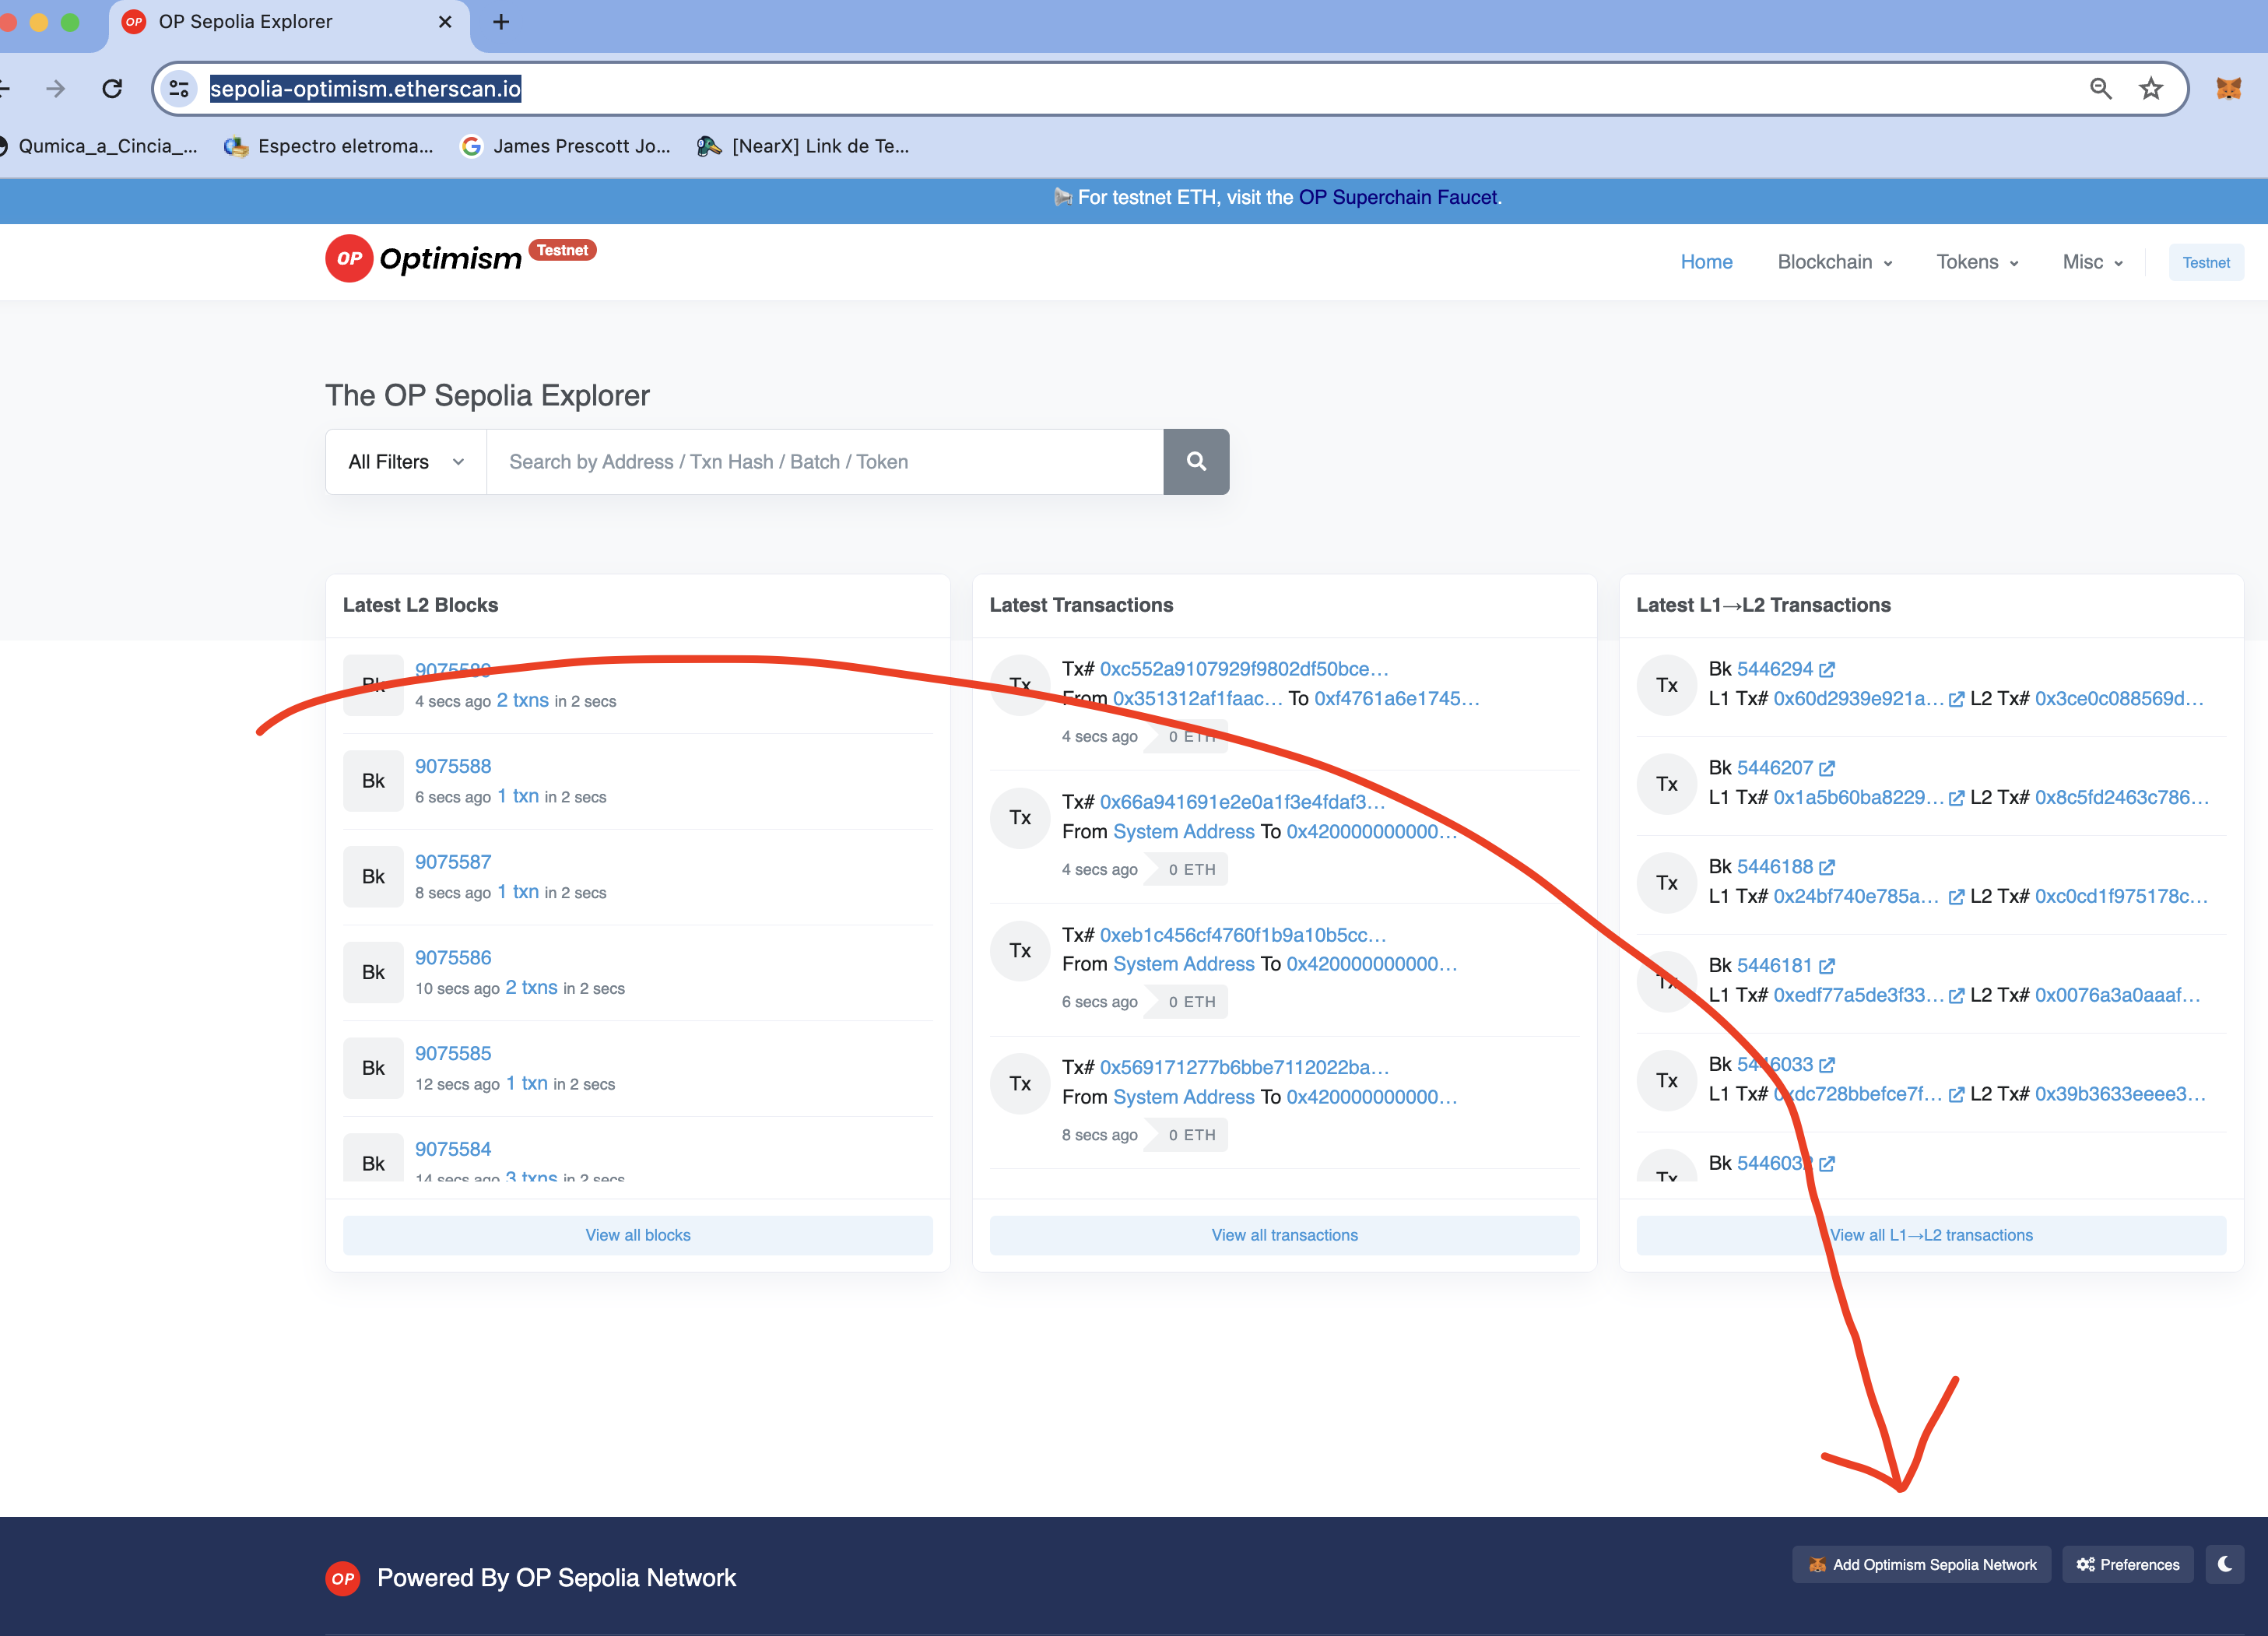 OP OP Sepolia Explorer
sepolia-optimism.etherscan.io
Qumica_a_Cincia_... Espectro eletroma... James Prescott Jo... [NearX] Link de Te...
For testnet ETH, visit the OP Superchain Faucet.
OP Optimism Testnet
Home Blockchain Tokens Misc Testnet
The OP Sepolia Explorer
All Filters Search by Address / Txn Hash / Batch / Token
Latest L2 Blocks
Bk 9075589
4 secs ago 2 txns in 2 secs
Bk 9075588
6 secs ago 1 txn in 2 secs
Bk 9075587
8 secs ago 1 txn in 2 secs
Bk 9075586
10 secs ago 2 txns in 2 secs
Bk 9075585
12 secs ago 1 txn in 2 secs
Bk 9075584
14 secs ago 3 txns in 2 secs
View all blocks
Latest Transactions
Tx Tx# 0xc552a9107929f9802df50bce...
From 0x351312af1faac... To 0xf4761a6e1745...
4 secs ago 0 ETH
Tx Tx# 0x66a941691e2e0a1f3e4fdaf3...
From System Address To 0x420000000000...
4 secs ago 0 ETH
Tx Tx# 0xeb1c456cf4760f1b9a10b5cc...
From System Address To 0x420000000000...
6 secs ago 0 ETH
Tx Tx# 0x569171277b6bbe7112022ba...
From System Address To 0x420000000000...
8 secs ago 0 ETH
View all transactions
Latest L1→L2 Transactions
Tx Bk 5446294
L1 Tx# 0x60d2939e921a... L2 Tx# 0x3ce0c088569d...
Tx Bk 5446207
L1 Tx# 0x1a5b60ba8229... L2 Tx# 0x8c5fd2463c786...
Tx Bk 5446188
L1 Tx# 0x24bf740e785a... L2 Tx# 0xc0cd1f975178c...
Tx Bk 5446181
L1 Tx# 0xedf77a5de3f33... L2 Tx# 0x0076a3a0aaaf...
Tx Bk 5446033
L1 Tx# 0xdc728bbefce7f... L2 Tx# 0x39b3633eeee3...
Tx Bk 5446032
View all L1→L2 transactions
OP Powered By OP Sepolia Network
Add Optimism Sepolia Network Preferences